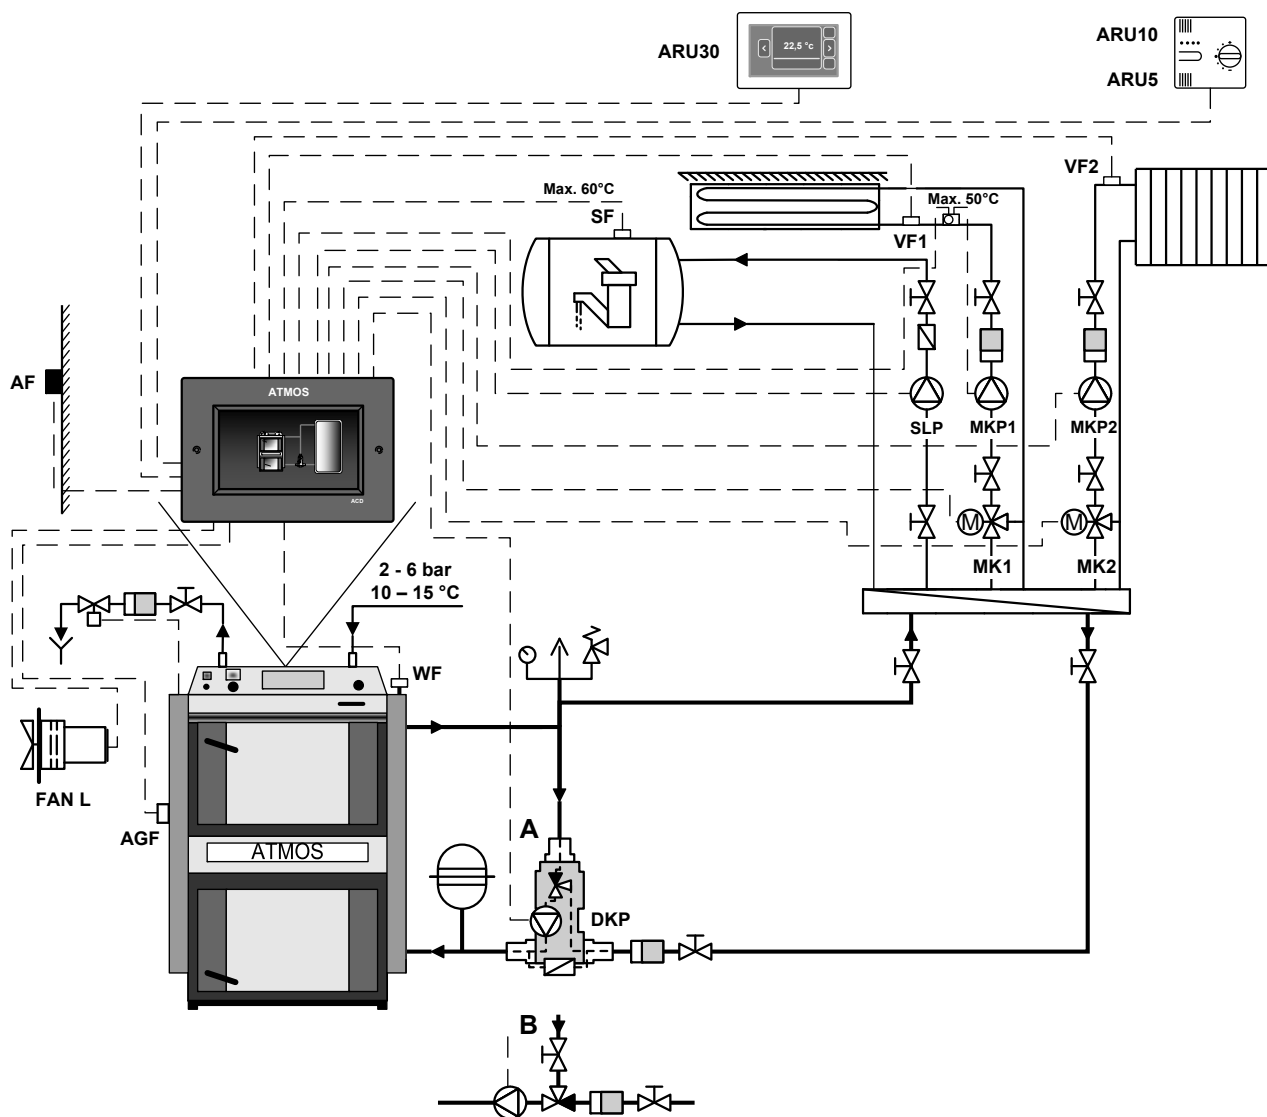 ARU30
22,5 °c
ARU10
ARU5
VF2
Max. 60°C
SF
Max. 50°C
VF1
AF
ATMOS
ACD
SLP
MKP1
MKP2
M
M
MK1
MK2
2 - 6 bar
10 – 15 °C
WF
FAN L
AGF
ATMOS
A
DKP
B